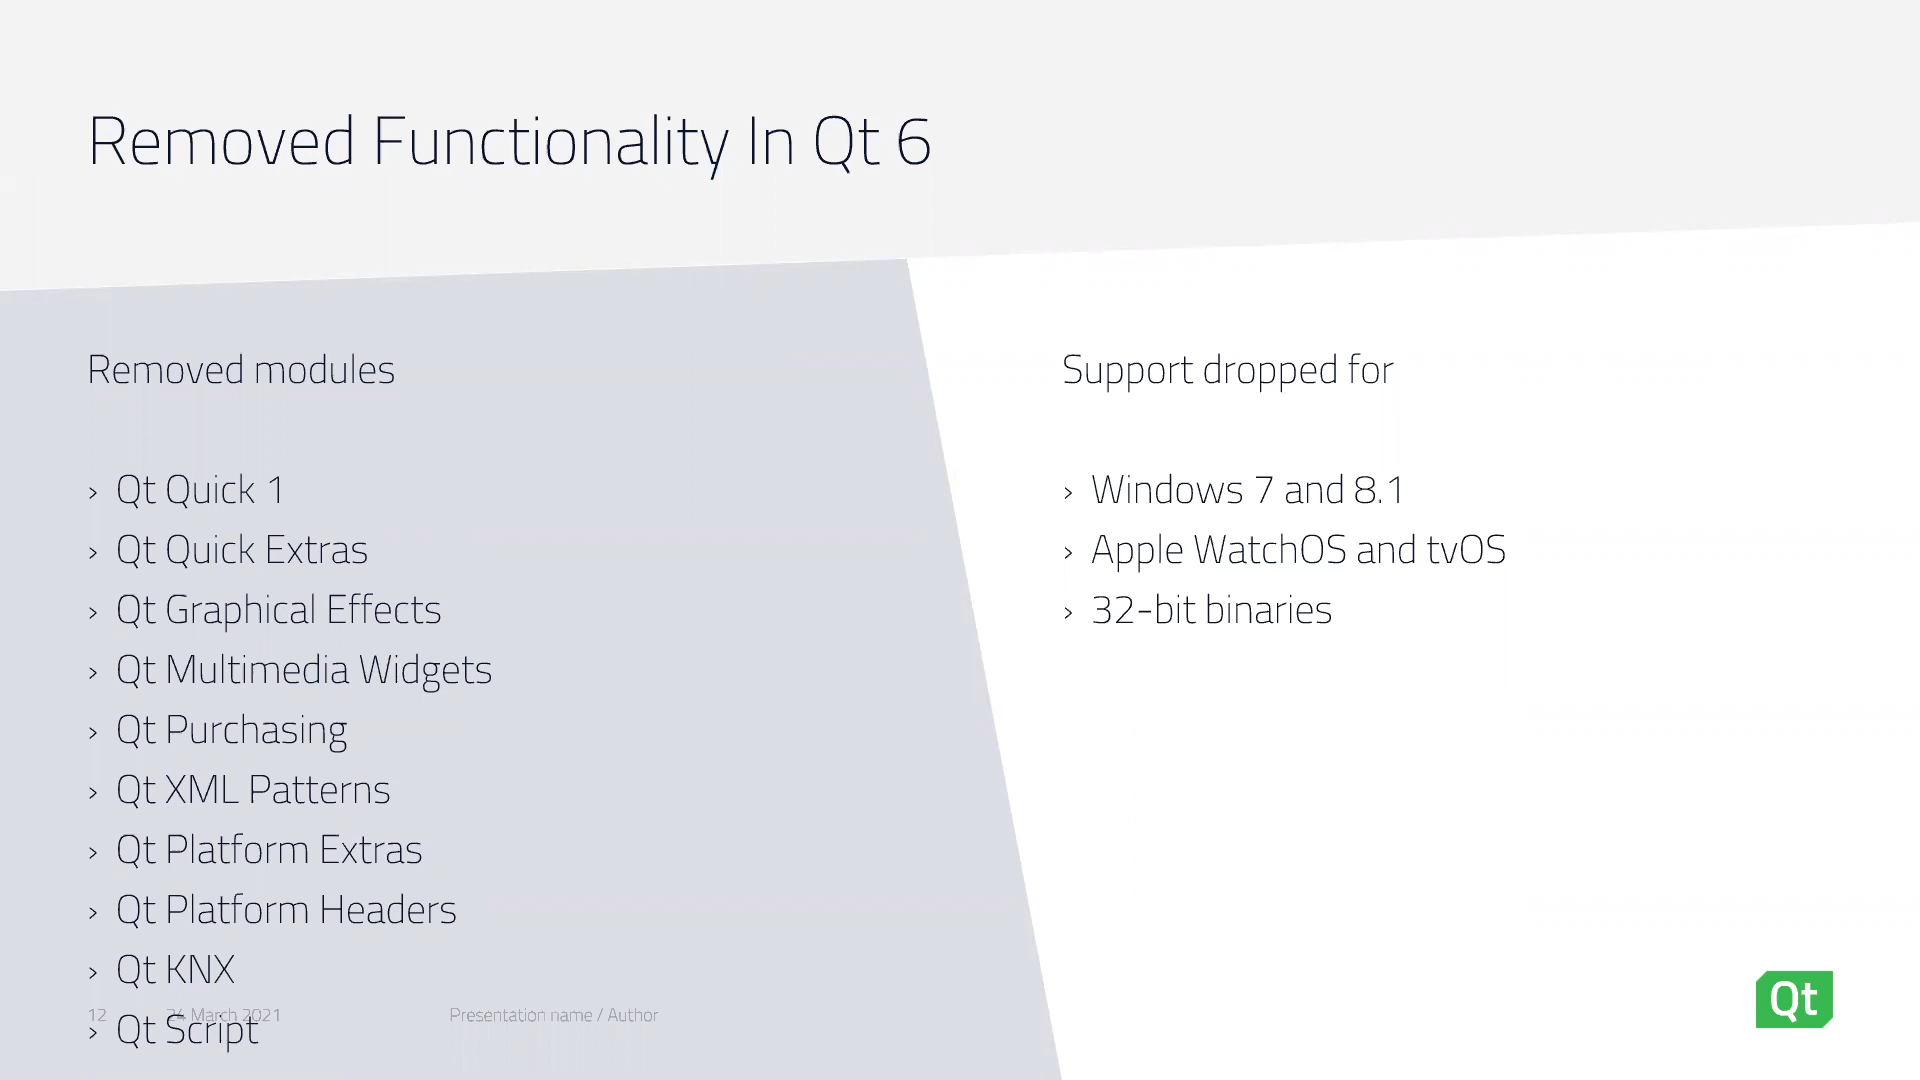 Removed Functionality In Qt 6
Removed modules
› Qt Quick 1
› Qt Quick Extras
› Qt Graphical Effects
› Qt Multimedia Widgets
› Qt Purchasing
› Qt XML Patterns
› Qt Platform Extras
› Qt Platform Headers
› Qt KNX
› Qt Script
Support dropped for
› Windows 7 and 8.1
› Apple WatchOS and tvOS
› 32-bit binaries
12 24 March 2021 Presentation name / Author
Qt